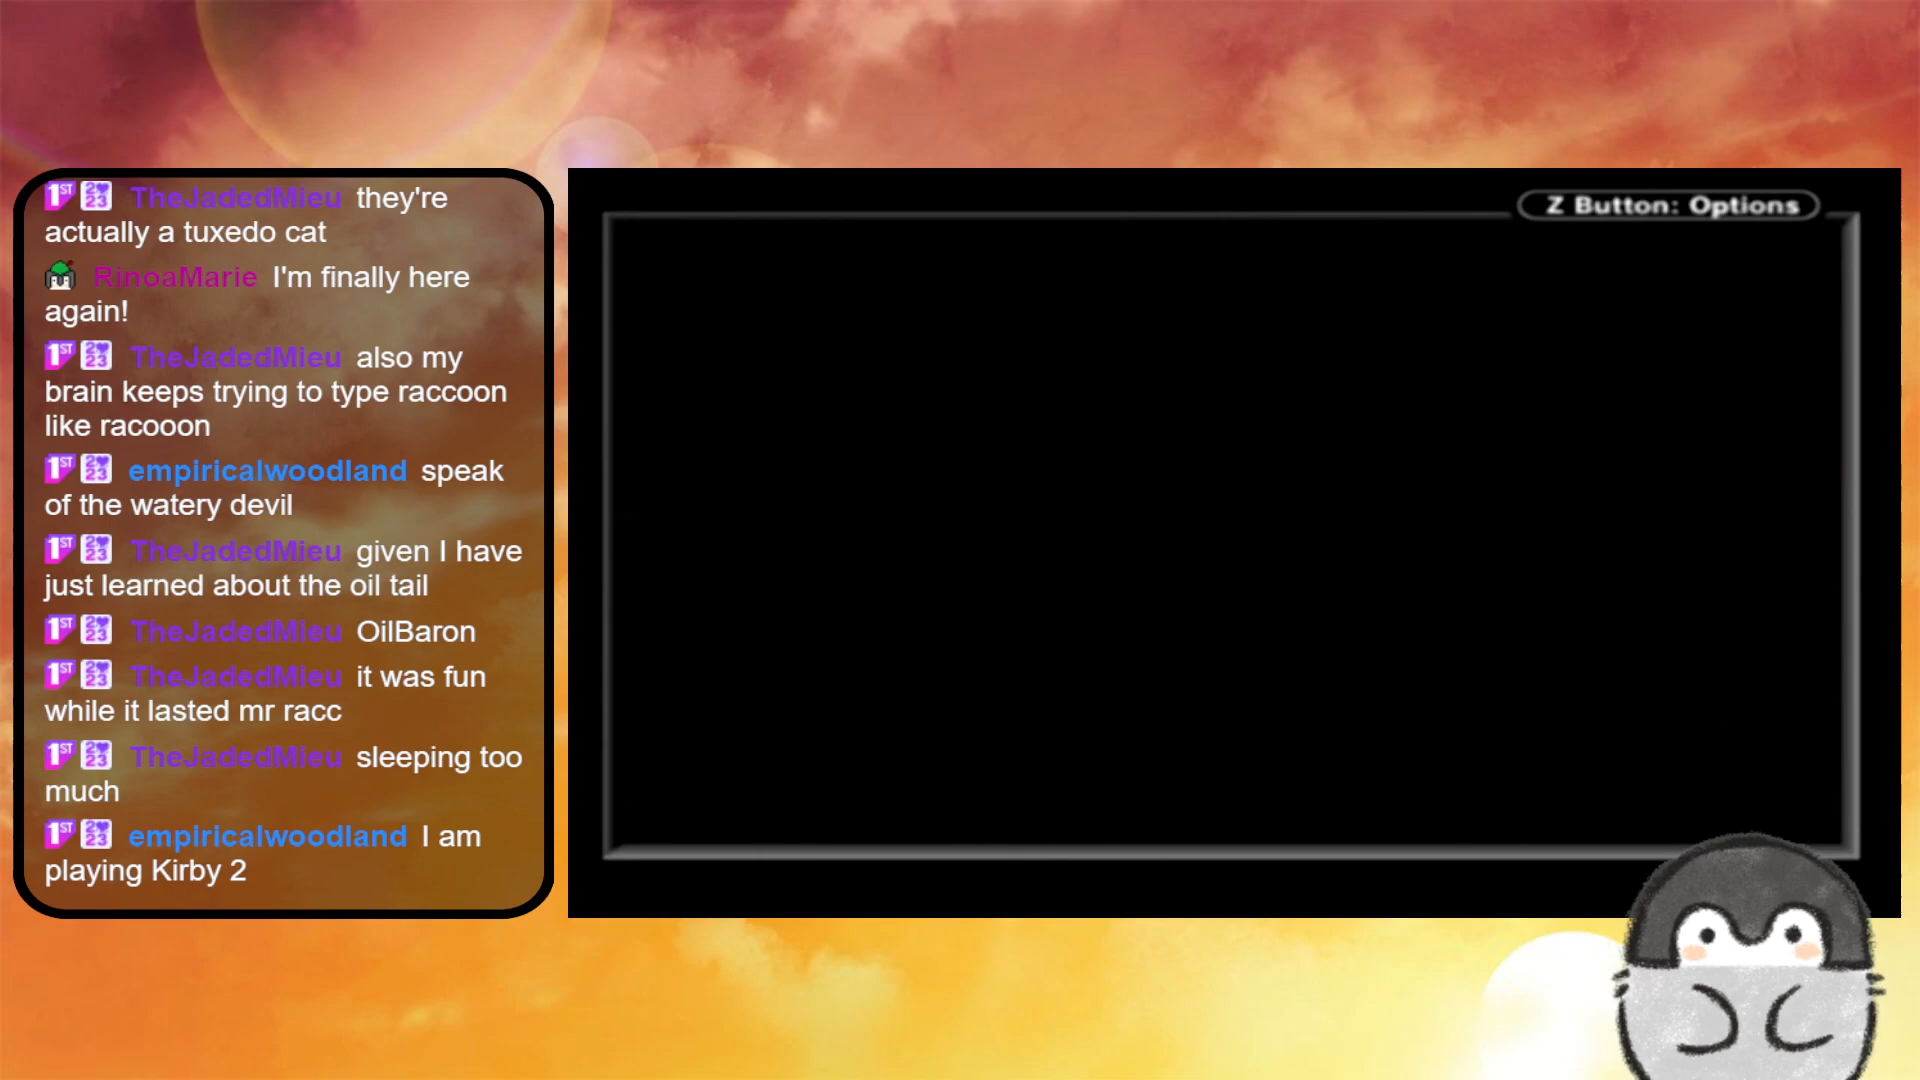 TheJadedMieu they're
actually a tuxedo cat
RinoaMarie I'm finally here
again!
TheJadedMieu also my
brain keeps trying to type raccoon
like racooon
empiricalwoodland speak
of the watery devil
TheJadedMieu given I have
just learned about the oil tail
TheJadedMieu OilBaron
TheJadedMieu it was fun
while it lasted mr racc
TheJadedMieu sleeping too
much
empiricalwoodland I am
playing Kirby 2
Z Button: Options